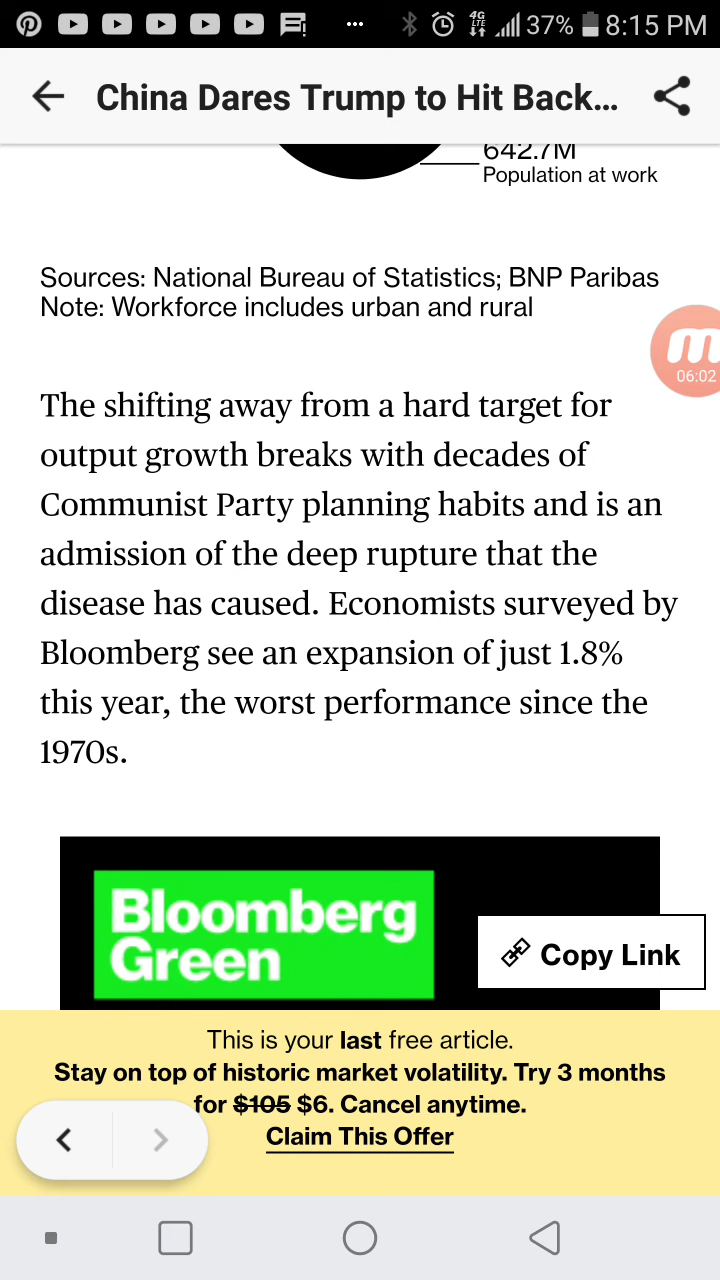 4G
LTE
37%
8:15 PM
China Dares Trump to Hit Back...
642.7M
Population at work
Sources: National Bureau of Statistics; BNP Paribas
Note: Workforce includes urban and rural
06:02
The shifting away from a hard target for
output growth breaks with decades of
Communist Party planning habits and is an
admission of the deep rupture that the
disease has caused. Economists surveyed by
Bloomberg see an expansion of just 1.8%
this year, the worst performance since the
1970s.
Bloomberg
Green
Copy Link
This is your last free article.
Stay on top of historic market volatility. Try 3 months
for $105 $6. Cancel anytime.
Claim This Offer